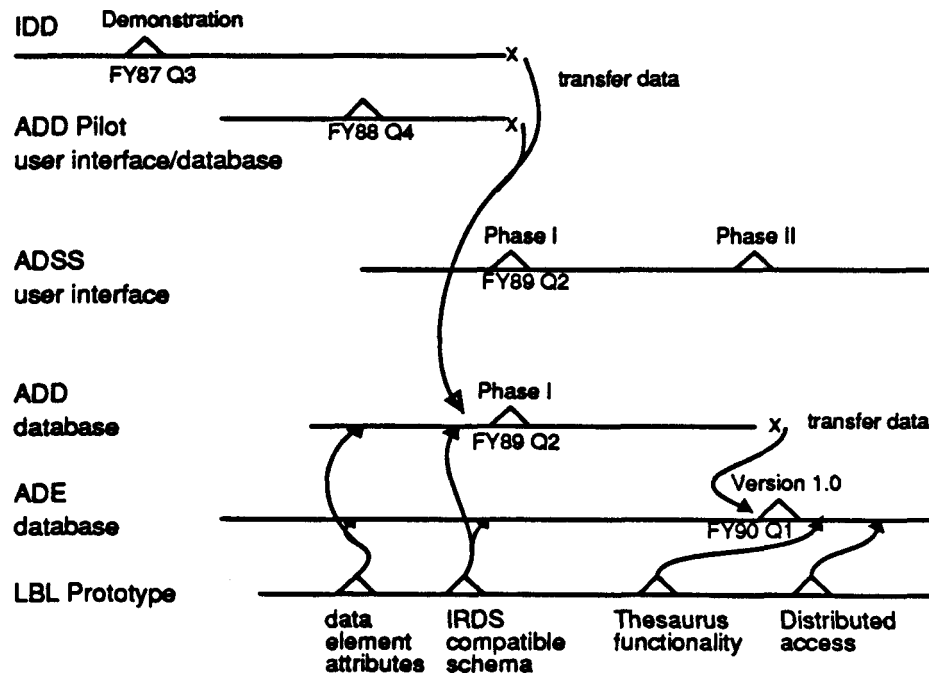 IDD
Demonstration
x
FY87 Q3
transfer data
ADD Pilot
user interface/database
FY88 Q4
x
ADSS
user interface
Phase I
FY89 Q2
Phase II
ADD
database
Phase I
FY89 Q2
x
transfer data
ADE
database
Version 1.0
FY90 Q1
LBL Prototype
data
element
attributes
IRDS
compatible
schema
Thesaurus
functionality
Distributed
access